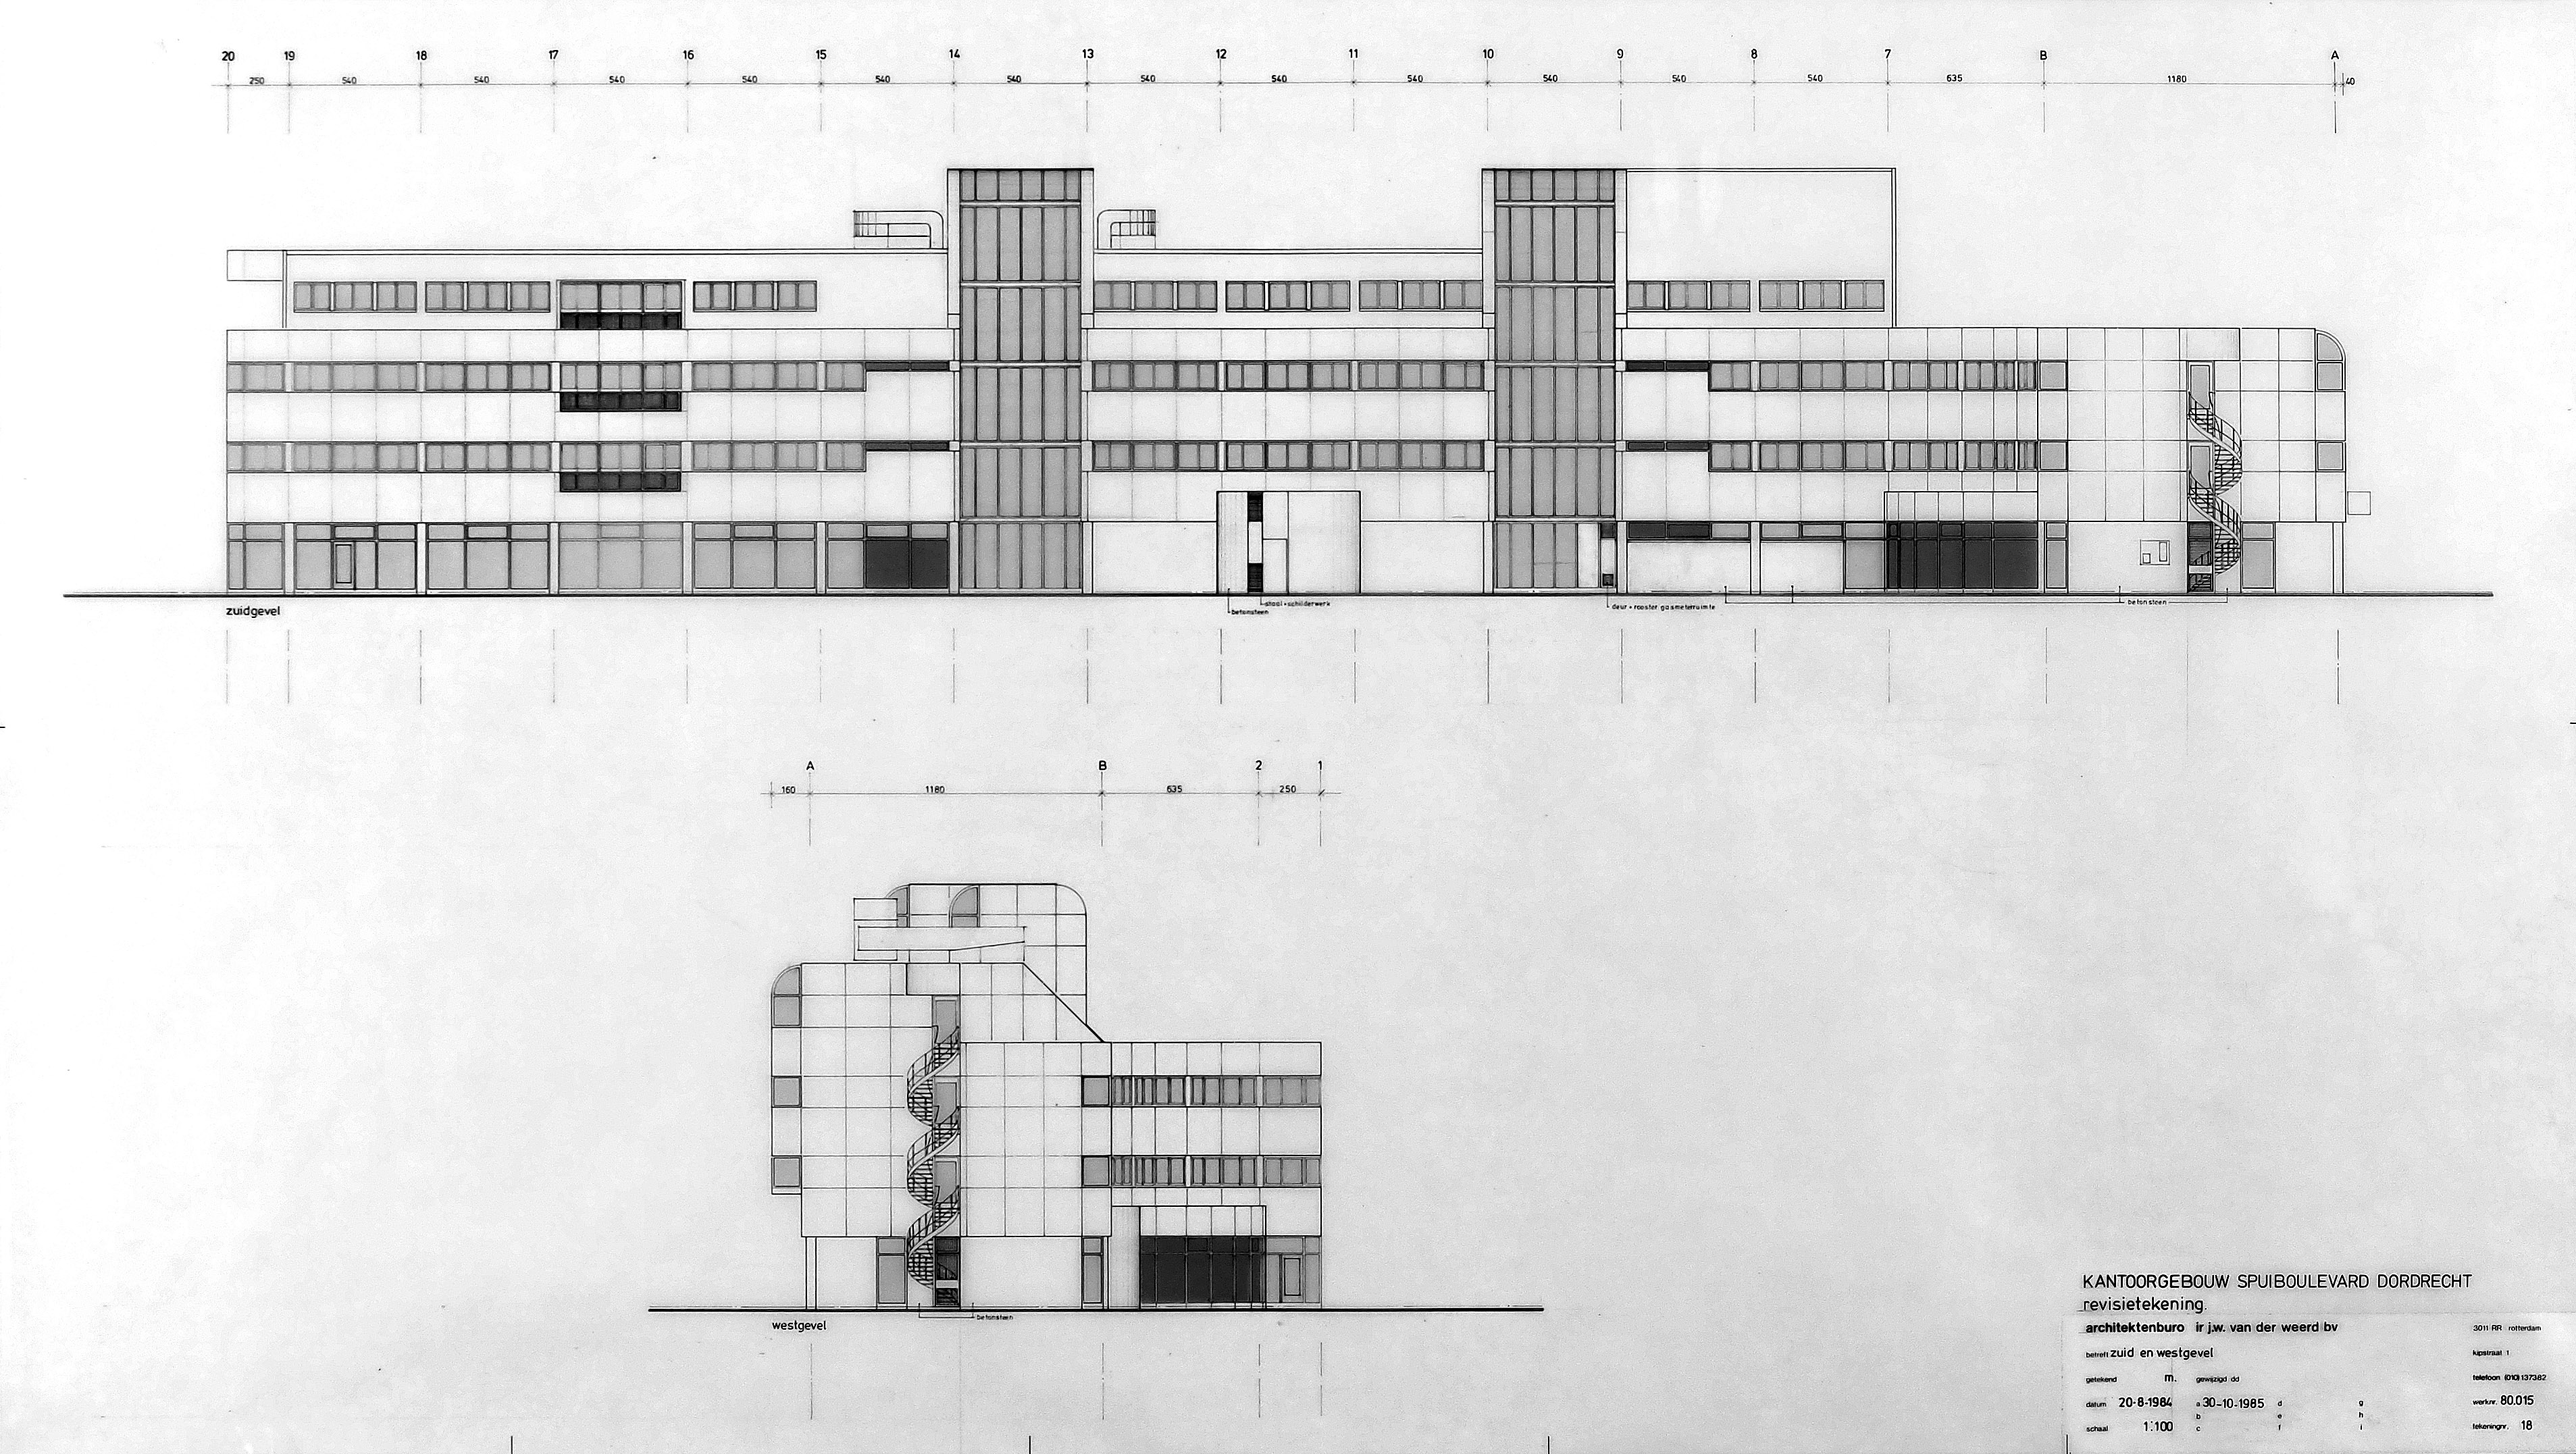 20 19 18 17 16 15 14 13 12 11 10 9 8 7 B A
250 540 540 540 540 540 540 540 540 540 540 540 540 635 1180 40
zuidgevel
staal + schilderwerk
betonsteen
deur + rooster gasmeterruimte
betonsteen
A B 2 1
160 1180 635 250
betonsteen
westgevel
KANTOORGEBOUW SPUIBOULEVARD DORDRECHT
revisietekening.
architektenburo ir j.w. van der weerd bv 3011 RR rotterdam
betreft zuid en westgevel kipstraat 1
getekend m. gewijzigd dd telefoon (010) 137382
datum 20-8-1984 a 30-10-1985 d g werknr. 80.015
b e h
schaal 1:100 c f i tekeningnr. 18